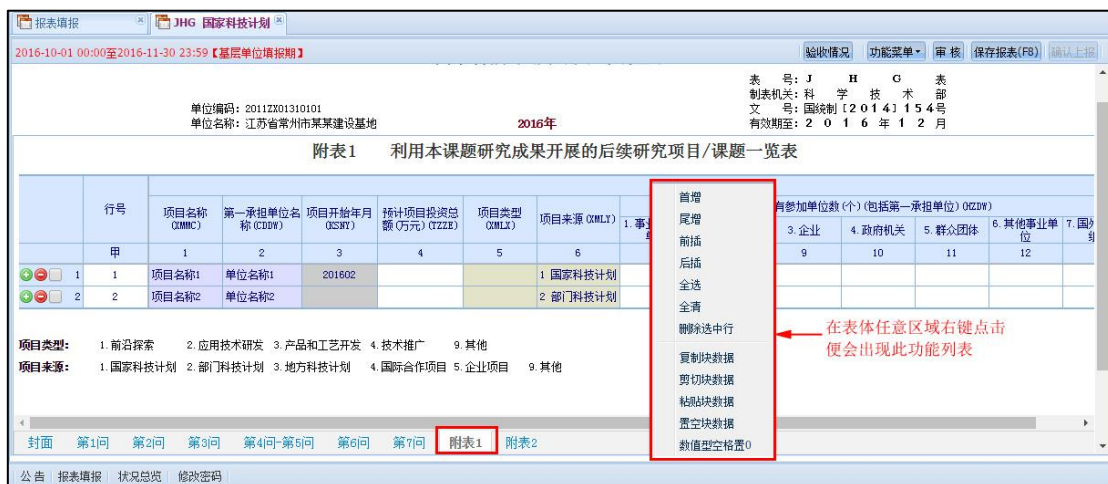 报表填报 JHG 国家科技计划
2016-10-01 00:00至2016-11-30 23:59【基层单位填报期】 验收情况 功能菜单 审 核 保存报表(F8) 确认上报
表 号：J H G 表
制表机关：科 学 技 术 部
单位编码：2011ZX01310101 文 号：国统制[2014]154号
单位名称：江苏省常州市某某建设基地 2016年 有效期至：2 0 1 6 年 1 2 月
附表1 利用本课题研究成果开展的后续研究项目/课题一览表
有参加单位数(个)(包括第一承担单位)(HZDW)
行号 项目名称(XMMC) 第一承担单位名称(CDDW) 项目开始年月(KSNY) 预计项目投资总额(万元)(TZZE) 项目类型(XMLX) 项目来源(XMLY) 3.企业 4.政府机关 5.群众团体 6.其他事业单位
甲 1 2 3 4 5 6 9 10 11 12
1 1 项目名称1 单位名称1 201602 1 国家科技计划
2 2 项目名称2 单位名称2 2 部门科技计划
首增
尾增
前插
后插
全选
全清
删除选中行
复制块数据
剪切块数据
粘贴块数据
置空块数据
数值型空格置0
在表体任意区域右键点击
便会出现此功能列表
项目类型： 1.前沿探索 2.应用技术研发 3.产品和工艺开发 4.技术推广 9.其他
项目来源： 1.国家科技计划 2.部门科技计划 3.地方科技计划 4.国际合作项目 5.企业项目 9.其他
封面 第1问 第2问 第3问 第4问-第5问 第6问 第7问 附表1 附表2
公告 报表填报 状况总览 修改密码